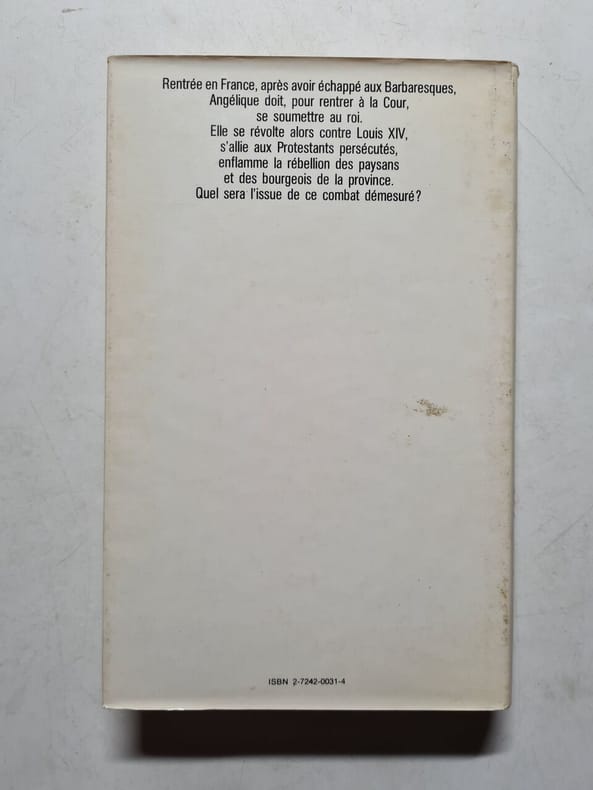 Rentrée en France, après avoir échappé aux Barbaresques,
Angélique doit, pour rentrer à la Cour,
se soumettre au roi.
Elle se révolte alors contre Louis XIV,
s'allie aux Protestants persécutés,
enflamme la rébellion des paysans
et des bourgeois de la province.
Quel sera l'issue de ce combat démesuré?
ISBN 2-7242-0031-4